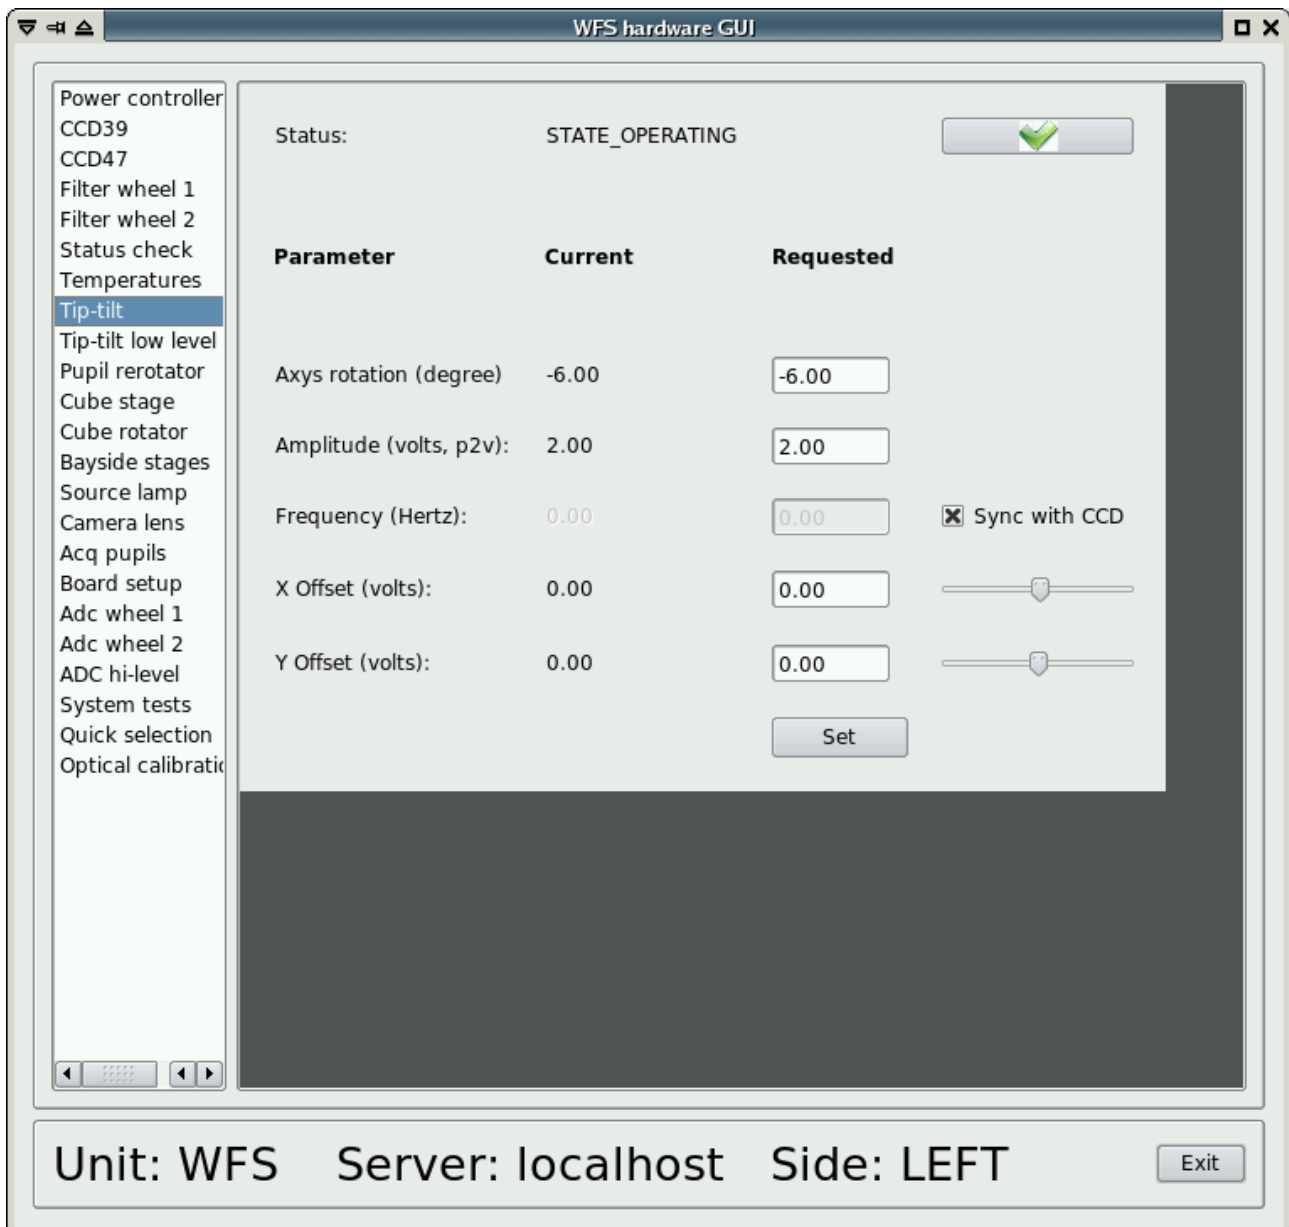 WFS hardware GUI
Power controller
CCD39
CCD47
Filter wheel 1
Filter wheel 2
Status check
Temperatures
Tip-tilt
Tip-tilt low level
Pupil rerotator
Cube stage
Cube rotator
Bayside stages
Source lamp
Camera lens
Acq pupils
Board setup
Adc wheel 1
Adc wheel 2
ADC hi-level
System tests
Quick selection
Optical calibratio
Status: STATE_OPERATING
Parameter Current Requested
Axys rotation (degree) -6.00 -6.00
Amplitude (volts, p2v): 2.00 2.00
Frequency (Hertz): 0.00 0.00 Sync with CCD
X Offset (volts): 0.00 0.00
Y Offset (volts): 0.00 0.00
Set
Unit: WFS Server: localhost Side: LEFT Exit